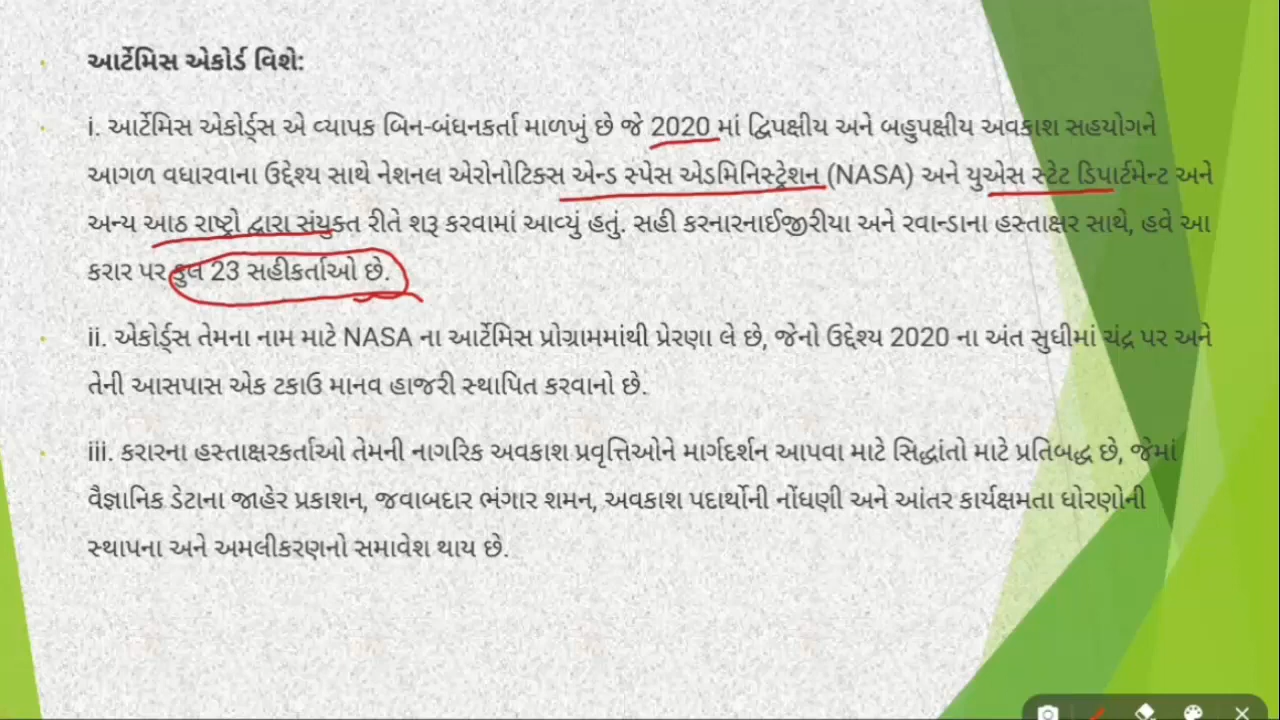 આર્ટેમિસ એકોર્ડ વિશે:
i. આર્ટેમિસ એકોર્ડ્સ એ વ્યાપક બિન-બંધનકર્તા માળખું છે જે 2020 માં દ્વિપક્ષીય અને બહુપક્ષીય અવકાશ સહયોગને
આગળ વધારવાના ઉદ્દેશ્ય સાથે નેશનલ એરોનોટિક્સ એન્ડ સ્પેસ એડમિનિસ્ટ્રેશન (NASA) અને યુએસ સ્ટેટ ડિપાર્ટમેન્ટ અને
અન્ય આઠ રાષ્ટ્રો દ્વારા સંયુક્ત રીતે શરૂ કરવામાં આવ્યું હતું. સહી કરનારનાઈજીરીયા અને રવાન્ડાના હસ્તાક્ષર સાથે, હવે આ
કરાર પર કુલ 23 સહીકર્તાઓ છે.
ii. એકોર્ડ્સ તેમના નામ માટે NASA ના આર્ટેમિસ પ્રોગ્રામમાંથી પ્રેરણા લે છે, જેનો ઉદ્દેશ્ય 2020 ના અંત સુધીમાં ચંદ્ર પર અને
તેની આસપાસ એક ટકાઉ માનવ હાજરી સ્થાપિત કરવાનો છે.
iii. કરારના હસ્તાક્ષરકર્તાઓ તેમની નાગરિક અવકાશ પ્રવૃત્તિઓને માર્ગદર્શન આપવા માટે સિદ્ધાંતો માટે પ્રતિબદ્ધ છે, જેમાં
વૈજ્ઞાનિક ડેટાના જાહેર પ્રકાશન, જવાબદાર ભંગાર શમન, અવકાશ પદાર્થોની નોંધણી અને આંતર કાર્યક્ષમતા ધોરણોની
સ્થાપના અને અમલીકરણનો સમાવેશ થાય છે.